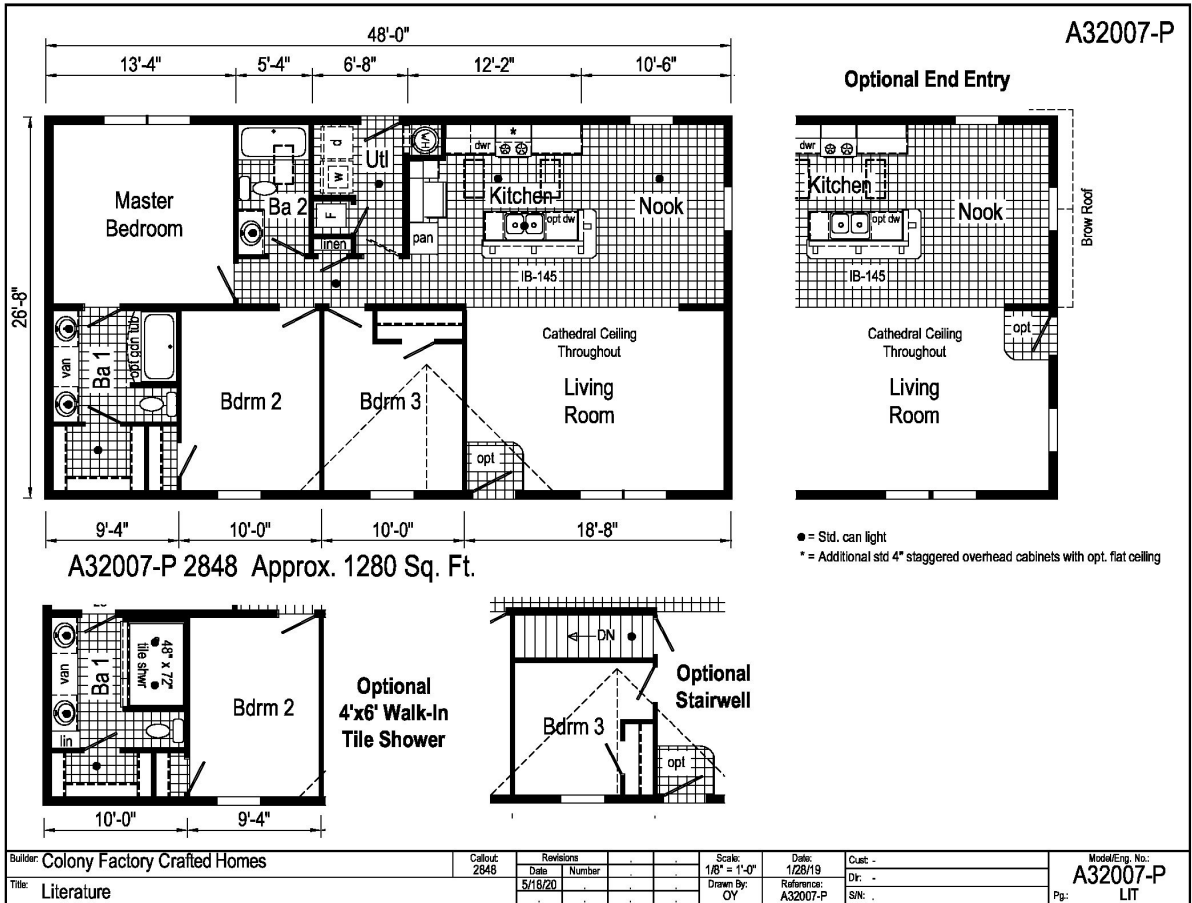 A32007-P
48'-0"
13'-4"
5'-4"
6'-8"
12'-2"
10'-6"
Optional End Entry
26'-8"
Master
Bedroom
Ba 2
d
w
Utl
F
WH
pan
dwr
*
Kitchen
opt dw
IB-145
Nook
dwr
Kitchen
opt dw
IB-145
Nook
Brow Roof
van
Ba 1
opt gdn tub
Bdrm 2
Bdrm 3
Cathedral Ceiling
Throughout
Living
Room
opt
Cathedral Ceiling
Throughout
Living
Room
opt
9'-4"
10'-0"
10'-0"
18'-8"
● = Std. can light
* = Additional std 4" staggered overhead cabinets with opt. flat ceiling
A32007-P 2848 Approx. 1280 Sq. Ft.
van
Ba 1
48" x 72"
tile shwr
lin
Bdrm 2
10'-0"
9'-4"
Optional
4'x6' Walk-In
Tile Shower
DN
Bdrm 3
opt
Optional
Stairwell
Builder: Colony Factory Crafted Homes
Title: Literature
Callout:
2848
Revisions
Date Number
5/18/20
Scale:
1/8" = 1'-0"
Drawn By:
OY
Date:
1/28/19
Reference:
A32007-P
Cust: -
Dlr: -
S/N: .
Model/Eng. No.:
A32007-P
Pg.: LIT